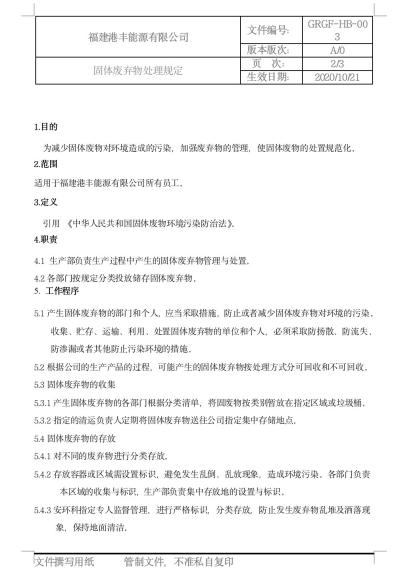 福建港丰能源有限公司
文件编号:
GRGF-HB-00
3
版本版次:
A/0
固体废弃物处理规定
页 次:
2/3
生效日期:
2020/10/21
1.目的
为减少固体废物对环境造成的污染，加强废弃物的管理，使固体废物的处置规范化。
2.范围
适用于福建港丰能源有限公司所有员工。
3.定义
引用 《中华人民共和国固体废物环境污染防治法》。
4.职责
4.1 生产部负责生产过程中产生的固体废弃物管理与处置。
4.2 各部门按规定分类投放储存固体废弃物。
5. 工作程序
5.1 产生固体废弃物的部门和个人，应当采取措施，防止或者减少固体废弃物对环境的污染。
收集、贮存、运输、利用、处置固体废弃物的单位和个人，必须采取防扬散、防流失、
防渗漏或者其他防止污染环境的措施。
5.2 根据公司的生产产品的过程，可能产生的固体废弃物按处理方式分可回收和不可回收。
5.3 固体废弃物的收集
5.3.1 产生固体废弃物的各部门根据分类清单，将固废物按类别暂放在指定区域或垃圾桶。
5.3.2 指定的清运负责人定期将固体废弃物送往公司指定集中存储地点。
5.4 固体废弃物的存放
5.4.1 对不同的废弃物进行分类存放。
5.4.2 存放容器或区域需设置标识，避免发生乱倒、乱放现象，造成环境污染。各部门负责
本区域的收集与标识，生产部负责集中存放地的设置与标识。
5.4.3 安环科指定专人监督管理，进行严格标识，分类存放，防止发生废弃物乱堆及洒落现
象，保持地面清洁。
文件撰写用纸 管制文件，不准私自复印